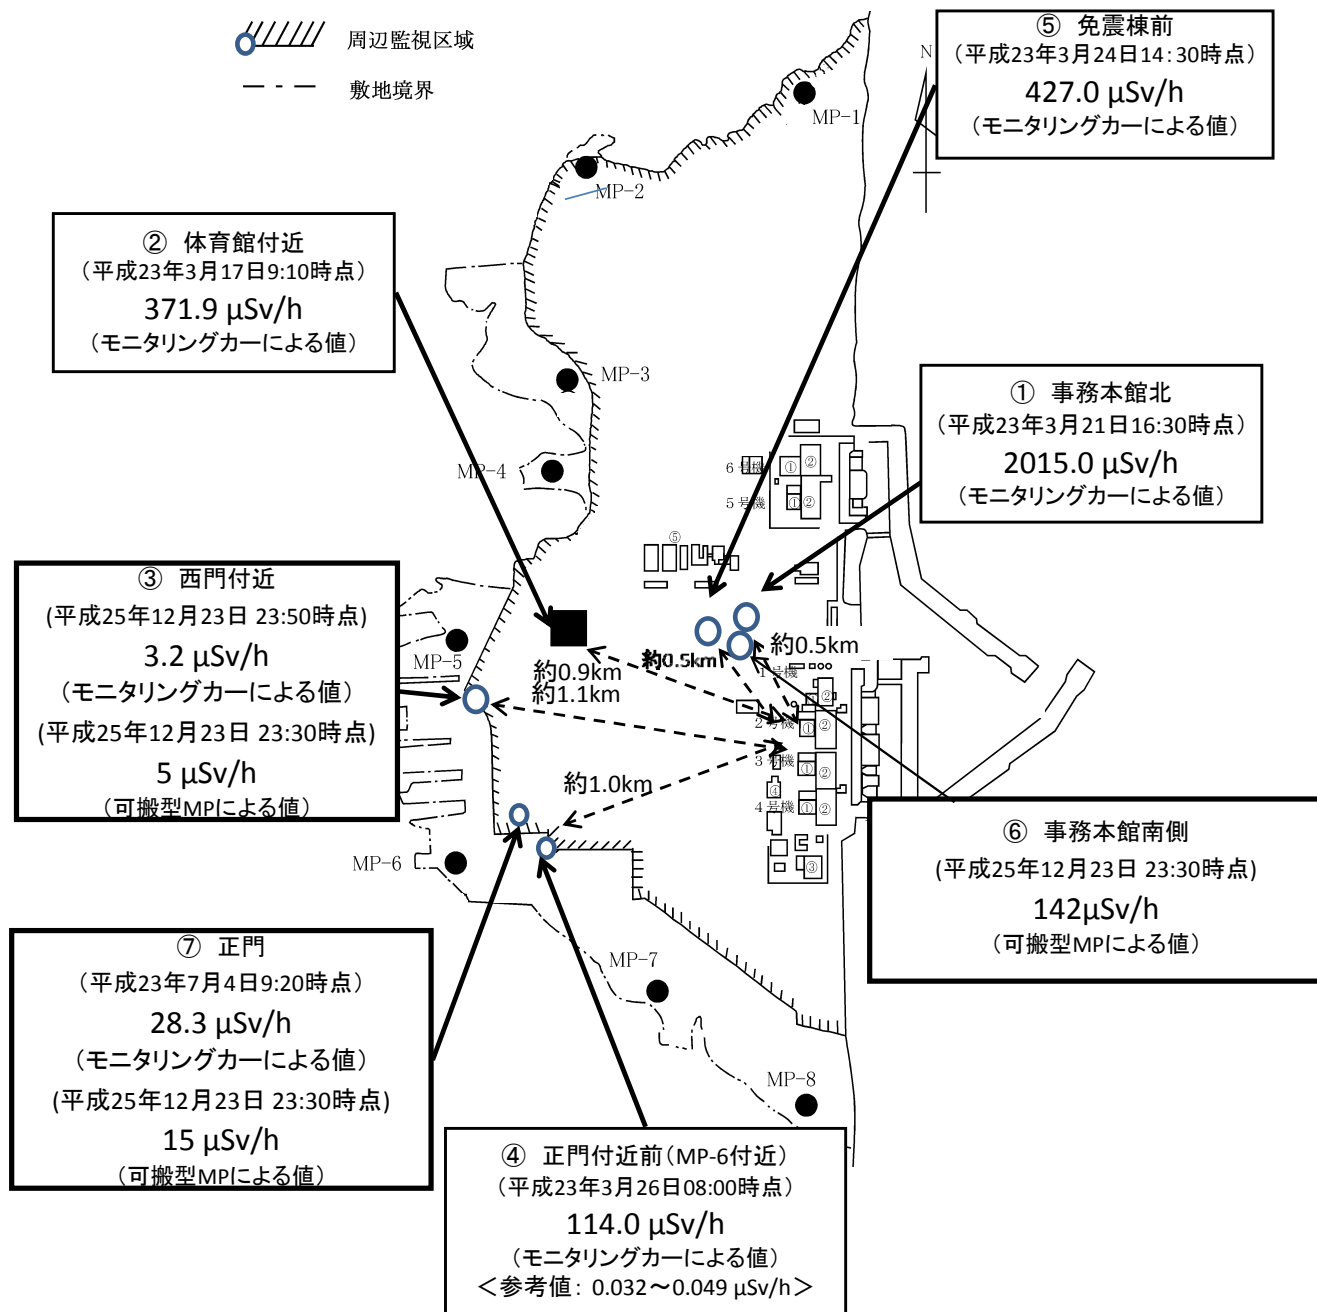 周辺監視区域
敷地境界
⑤ 免震棟前
(平成23年3月24日14:30時点)
427.0 μSv/h
(モニタリングカーによる値)
N
MP-1
MP-2
② 体育館付近
(平成23年3月17日9:10時点)
371.9 μSv/h
(モニタリングカーによる値)
MP-3
① 事務本館北
(平成23年3月21日16:30時点)
2015.0 μSv/h
(モニタリングカーによる値)
MP-4
6号機
① ②
5号機
① ②
⑤
③ 西門付近
(平成25年12月23日 23:50時点)
3.2 μSv/h
(モニタリングカーによる値)
(平成25年12月23日 23:30時点)
5 μSv/h
(可搬型MPによる値)
MP-5
約0.9km
約1.1km
約0.5km
約0.5km
1号機
②
2号機
① ②
3号機
① ②
④
4号機
① ②
③
約1.0km
⑥ 事務本館南側
(平成25年12月23日 23:30時点)
142μSv/h
(可搬型MPによる値)
MP-6
⑦ 正門
(平成23年7月4日9:20時点)
28.3 μSv/h
(モニタリングカーによる値)
(平成25年12月23日 23:30時点)
15 μSv/h
(可搬型MPによる値)
MP-7
MP-8
④ 正門付近前(MP-6付近)
(平成23年3月26日08:00時点)
114.0 μSv/h
(モニタリングカーによる値)
<参考値: 0.032～0.049 μSv/h>